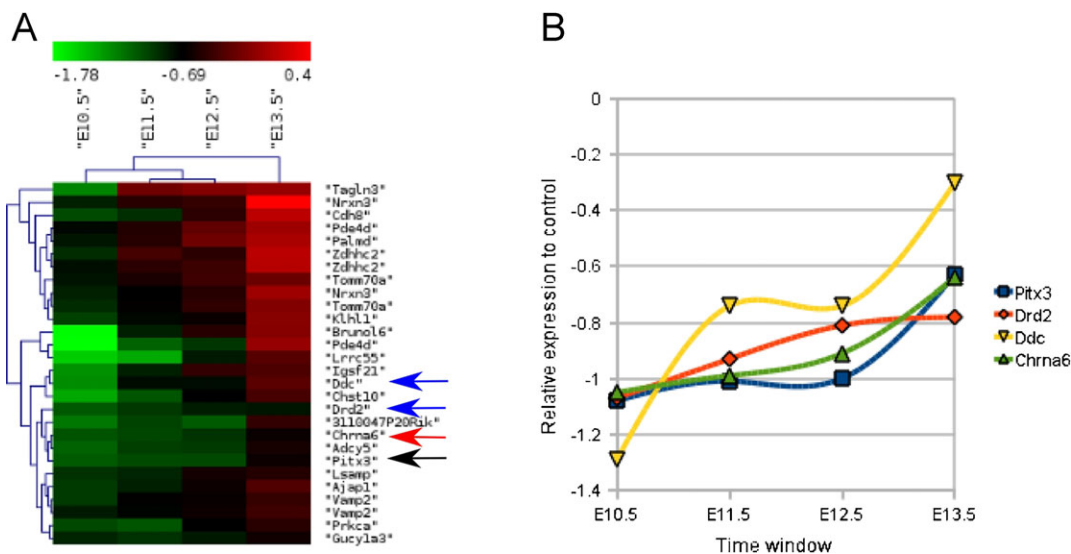 A
-1.78 -0.69 0.4
"E10.5" "E11.5" "E12.5" "E13.5"
"Tagln3"
"Nrxn3"
"Cdh8"
"Pde4d"
"Palmd"
"Zdhhc2"
"Zdhhc2"
"Tomm70a"
"Nrxn3"
"Tomm70a"
"Klhl1"
"Brunol6"
"Pde4d"
"Lrrc55"
"Igsf21"
"Ddc"
"Chst10"
"Drd2"
"3110047P20Rik"
"Chrna6"
"Adcy5"
"Pitx3"
"Lsamp"
"Ajap1"
"Vamp2"
"Vamp2"
"Prkca"
"Gucy1a3"
B
Relative expression to control
0
-0.2
-0.4
-0.6
-0.8
-1
-1.2
-1.4
E10.5 E11.5 E12.5 E13.5
Time window
Pitx3
Drd2
Ddc
Chrna6